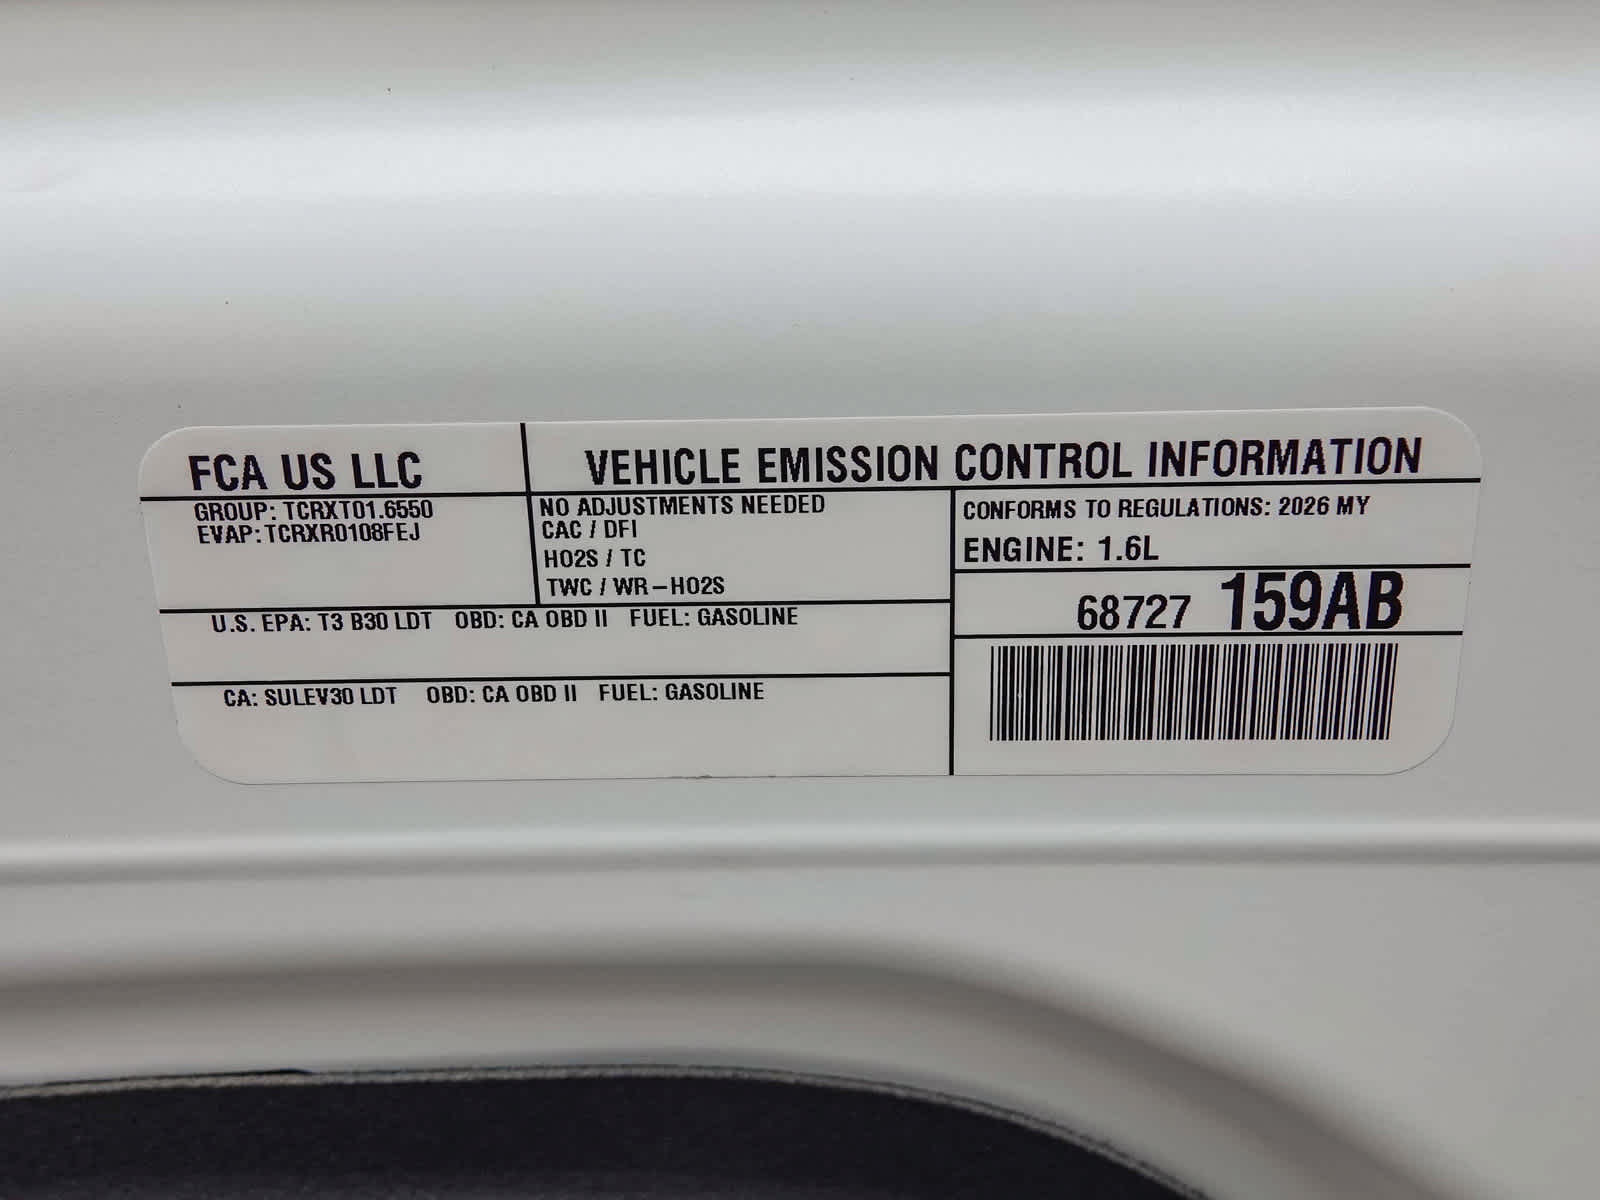 FCA US LLC
VEHICLE EMISSION CONTROL INFORMATION
GROUP: TCRXT01.6550
EVAP: TCRXR0108FEJ
NO ADJUSTMENTS NEEDED
CAC / DFI
HO2S / TC
TWC / WR-HO2S
CONFORMS TO REGULATIONS: 2026 MY
ENGINE: 1.6L
68727 159AB
U.S. EPA: T3 B30 LDT OBD: CA OBD II FUEL: GASOLINE
CA: SULEV30 LDT OBD: CA OBD II FUEL: GASOLINE